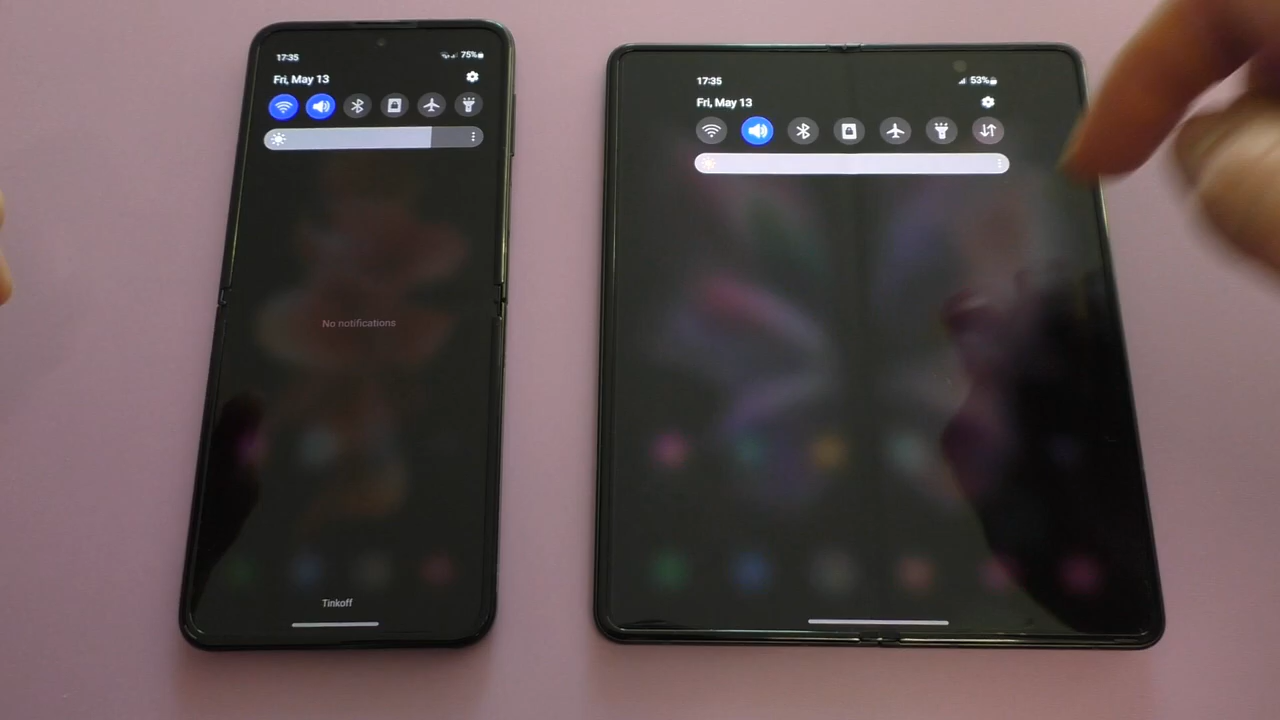 17:35
75%
Fri, May 13
No notifications
Tinkoff
17:35
53%
Fri, May 13